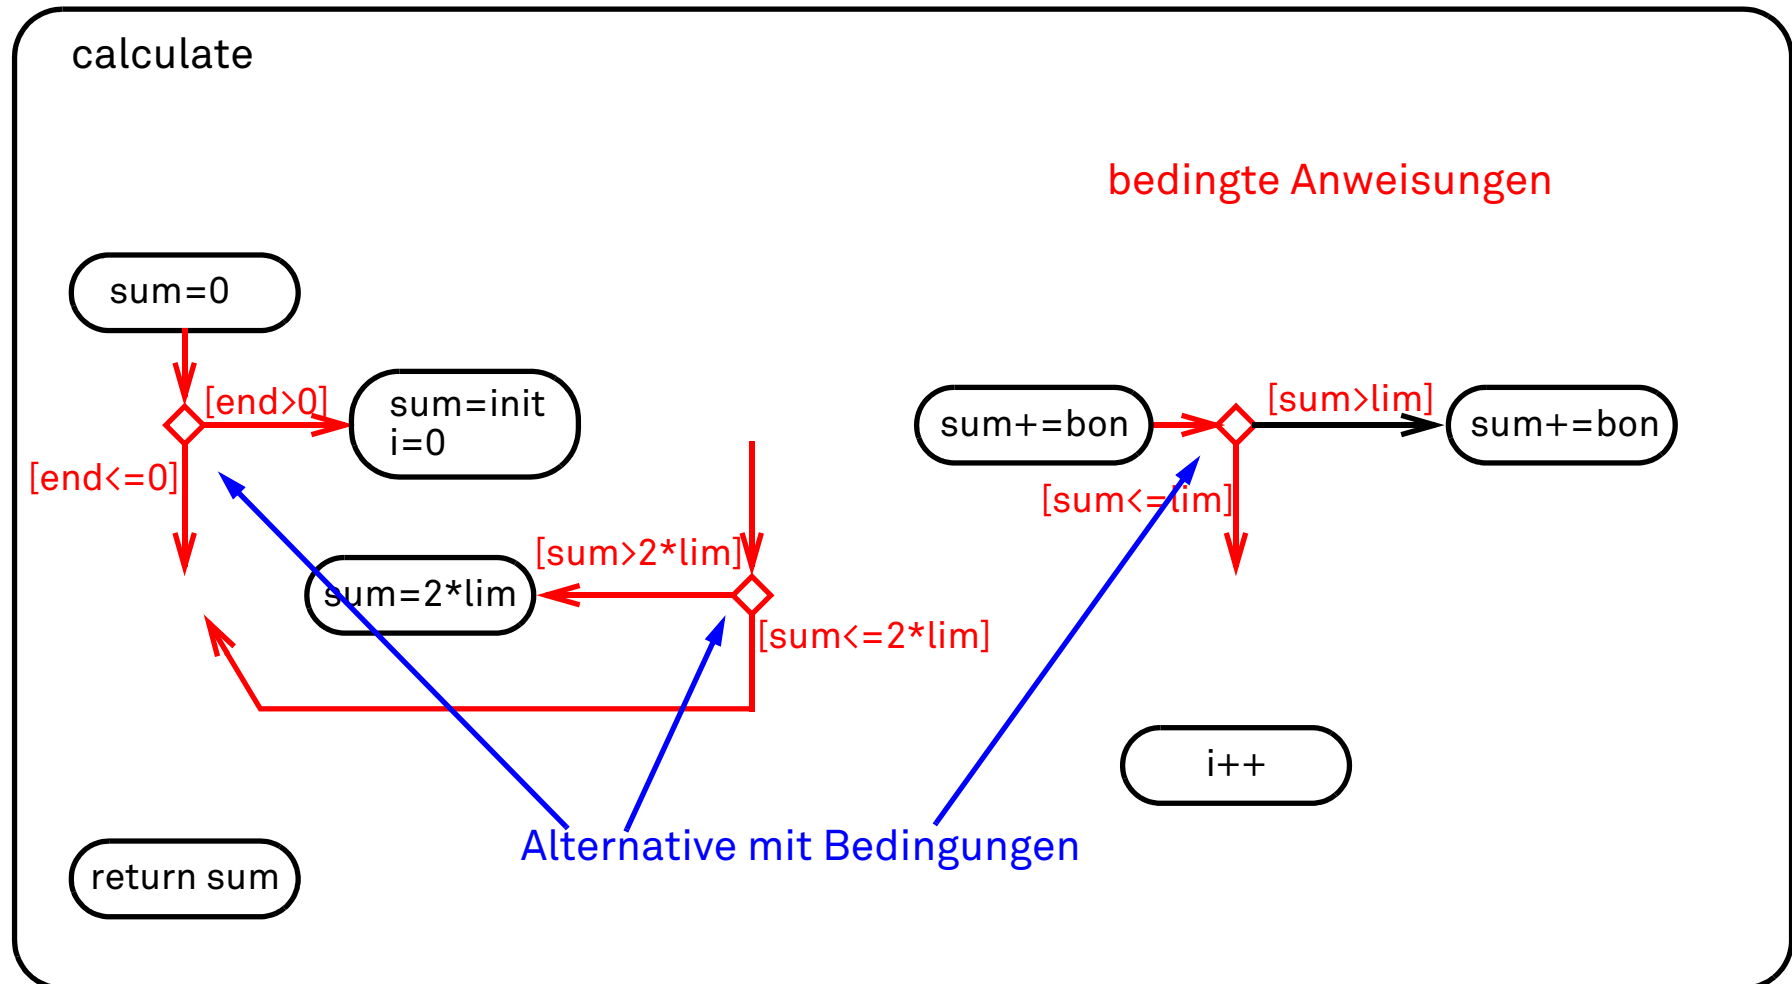 calculate
bedingte Anweisungen
sum=0
[end>0]
sum=init
i=0
[end<=0]
sum+=bon
[sum>lim]
sum+=bon
[sum<=lim]
[sum>2*lim]
sum=2*lim
[sum<=2*lim]
i++
Alternative mit Bedingungen
return sum